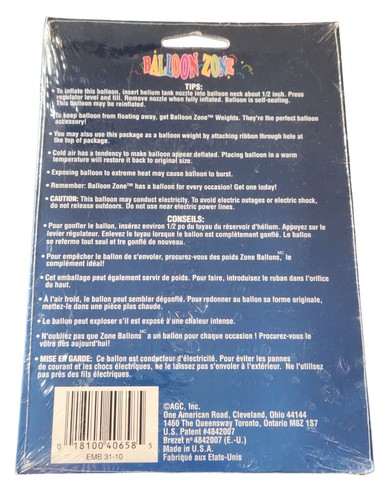 BALLOON ZONE
TIPS:
• To inflate this balloon, insert helium tank nozzle into balloon neck about 1/2 inch. Press
regulator level and fill. Remove nozzle when fully inflated. Balloon is self-sealing.
This balloon may be reinflated.
• To keep balloon from floating away, get Balloon Zone™ Weights. They're the perfect balloon
accessory!
• You may also use this package as a balloon weight by attaching ribbon through hole at
the top of package.
• Cold air has a tendency to make balloon appear deflated. Placing balloon in a warm
temperature will restore it back to original size.
• Exposing balloon to extreme heat may cause balloon to burst.
• Remember: Balloon Zone™ has a balloon for every occasion! Get one today!
• CAUTION: This balloon may conduct electricity. To avoid electric outages or electric shock,
do not release outdoors. Do not use near electric power lines.
CONSEILS:
• Pour gonfler le ballon, insérez environ 1/2 po du tuyau du réservoir d'hélium. Appuyez sur le
levier régulateur. Enlevez le tuyau lorsque le ballon est complètement gonflé. Le ballon
se referme tout seul et tre gonflé de nouveau.
• Pour empêcher le ballon de s'envoler, procurez-vous des poids Zone Ballons, le
complément idéal!
• Cet emballage peut également servir de poids. Pour faire, introduisez le ruban dans l'orifice
du haut.
• À l'air froid, le ballon peut sembler dégonflé. Pour redonner au ballon sa forme originale,
mettez-le dans une pièce plus chaude.
• Le ballon peut exploser s'il est exposé à une chaleur intense.
• N'oubliez pas que Zone Ballons a un ballon pour chaque occasion ! Procurez-vous le
vôtre dès aujourd'hui!
• MISE EN GARDE: Ce ballon est conducteur d'électricité. Pour éviter les pannes
de courant et les chocs électriques, ne le laissez pas s'envoler à l'extérieur. Ne l'utilisez
pas près des fils électriques.
©AGC, Inc.
One American Road, Cleveland, Ohio 44144
1460 The Queensway Toronto, Ontario M8Z 1S7
U.S. Patent #4842007
Brezet nº 4842007 (E.-U.)
Made in U.S.A.
Fabriqué aux Etats-Unis
0 18100 40658 5
EMB 31-10